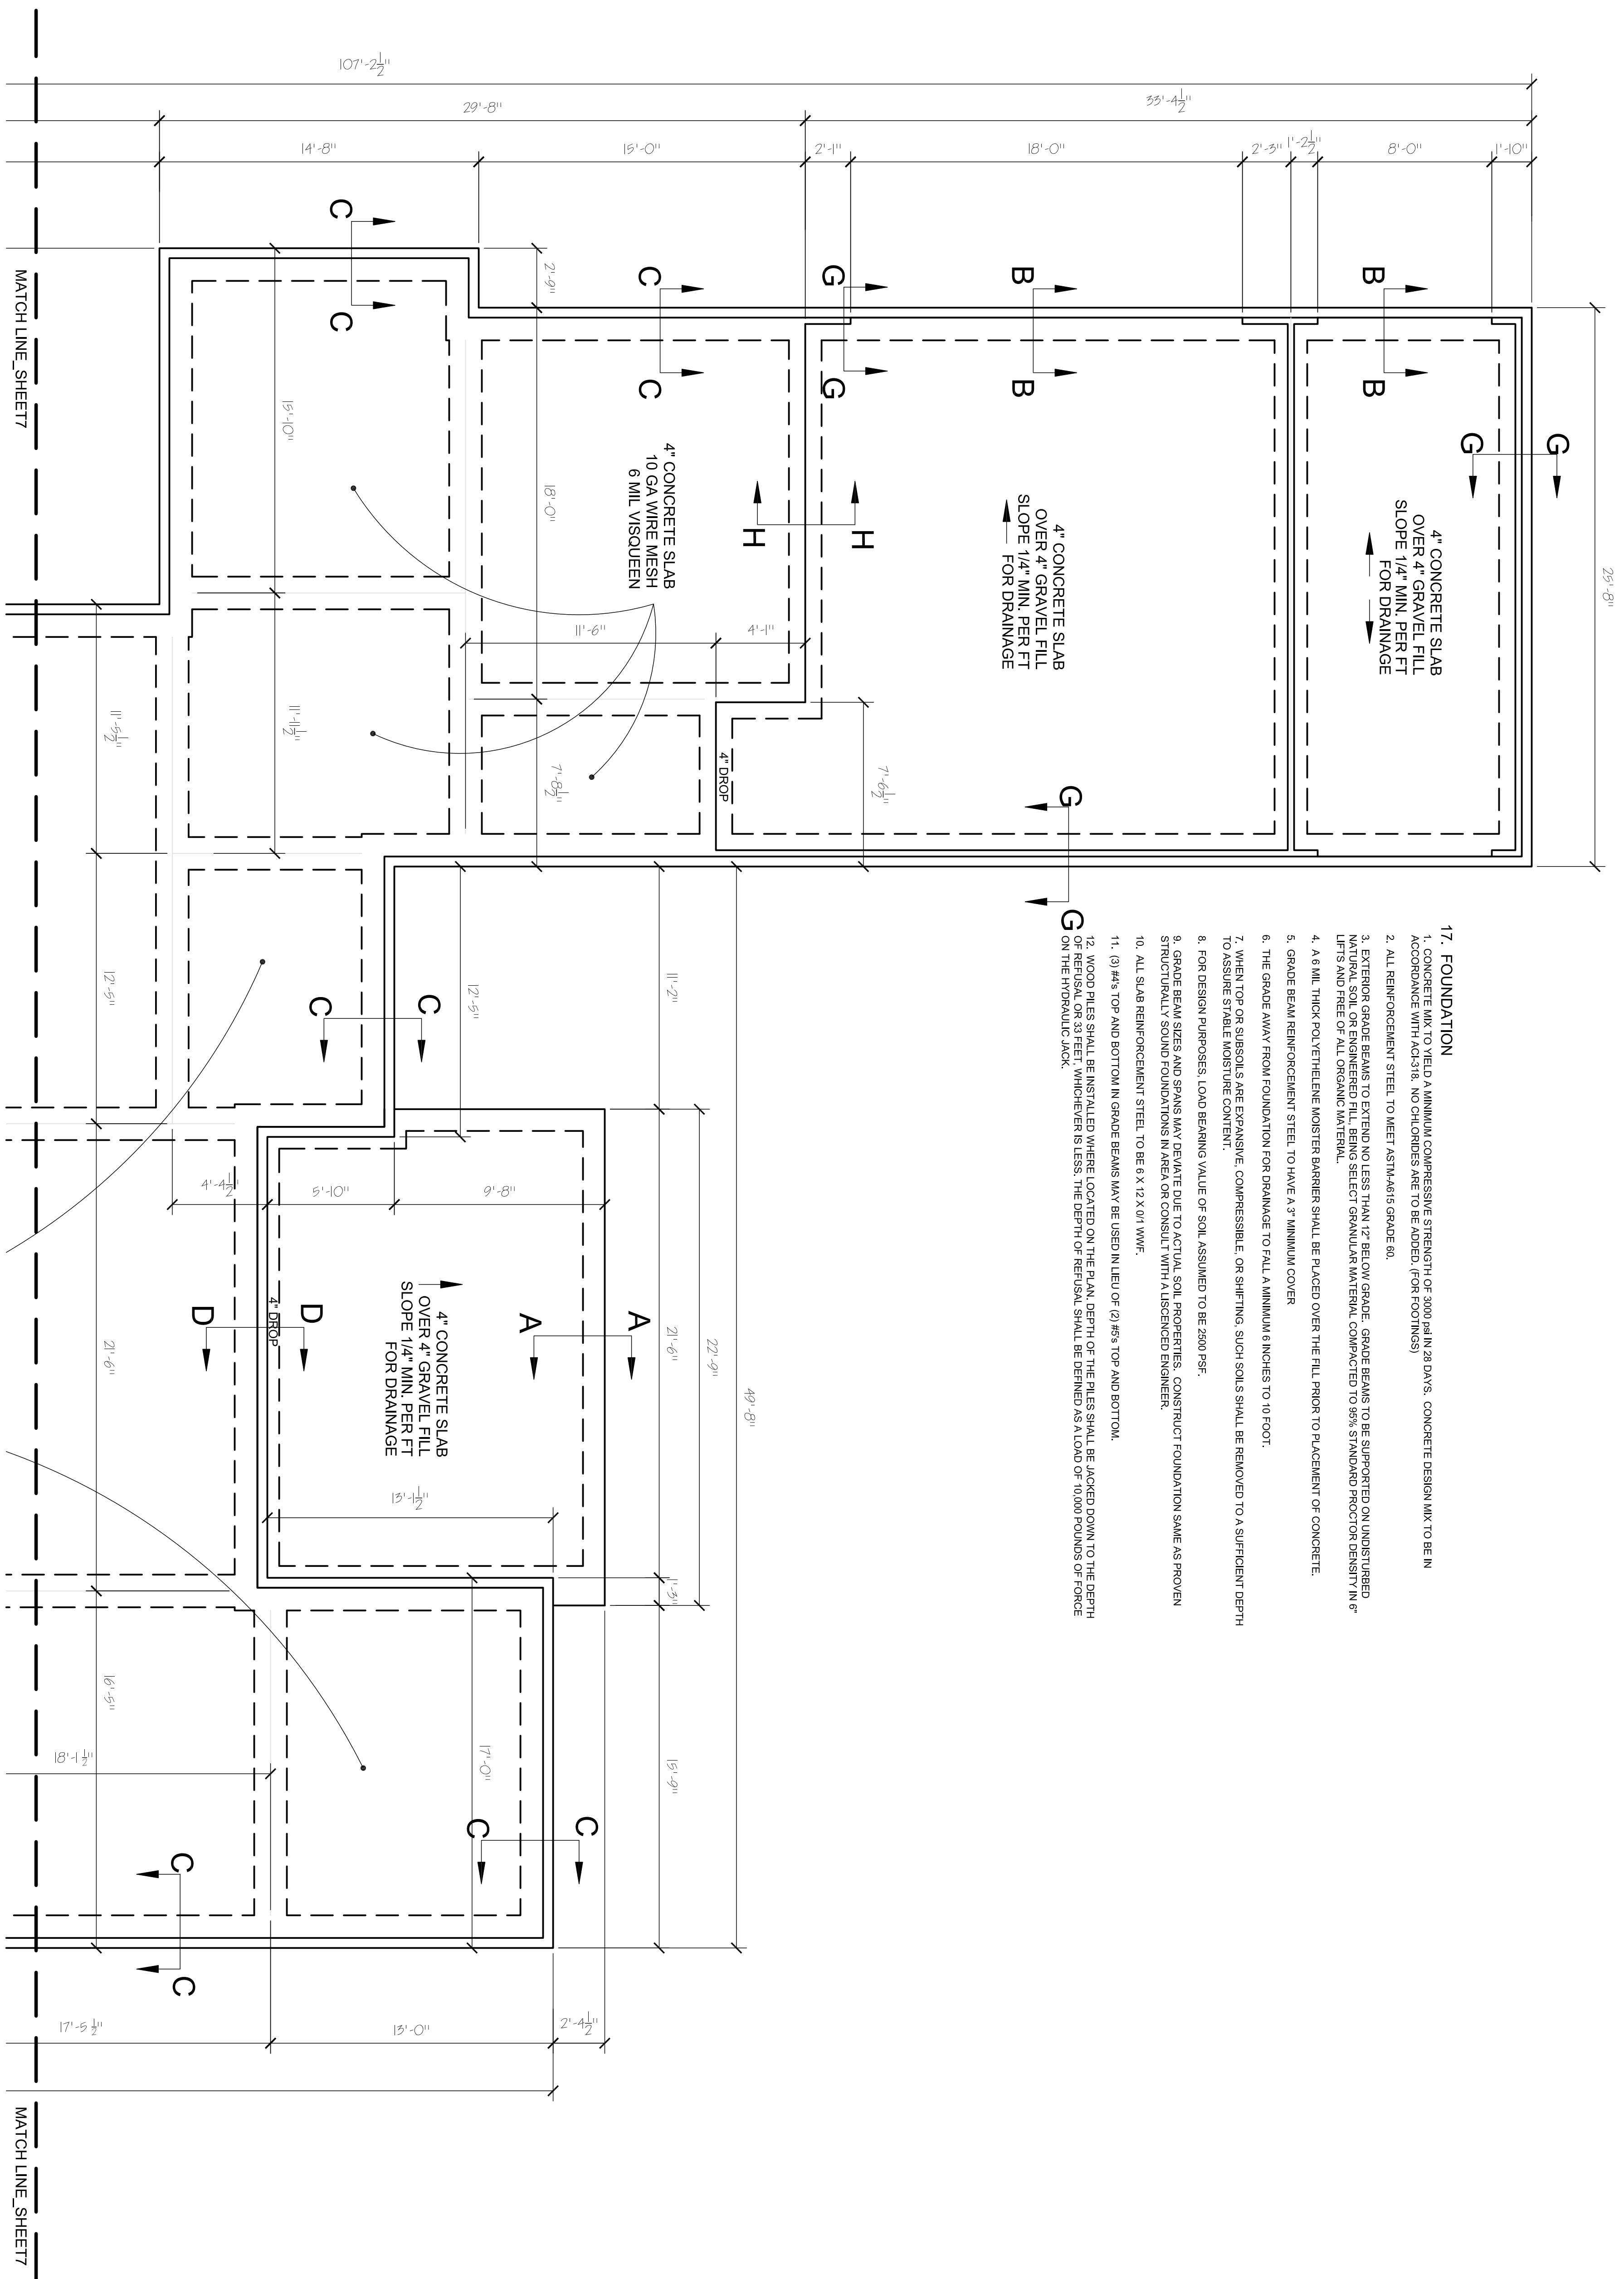 17. FOUNDATION
1. CONCRETE MIX TO YIELD A MINIMUM COMPRESSIVE STRENGTH OF 3000 psi IN 28 DAYS. CONCRETE DESIGN MIX TO BE IN
ACCORDANCE WITH ACI-318. NO CHLORIDES ARE TO BE ADDED. (FOR FOOTINGS)
2. ALL REINFORCEMENT STEEL TO MEET ASTM-A615 GRADE 60.
3. EXTERIOR GRADE BEAMS TO EXTEND NO LESS THAN 12" BELOW GRADE. GRADE BEAMS TO BE SUPPORTED ON UNDISTURBED
NATURAL SOIL OR ENGINEERED FILL, BEING SELECT GRANULAR MATERIAL COMPACTED TO 95% STANDARD PROCTOR DENSITY IN 6"
LIFTS AND FREE OF ALL ORGANIC MATERIAL.
4. A 6 MIL THICK POLYETHELENE MOISTER BARRIER SHALL BE PLACED OVER THE FILL PRIOR TO PLACEMENT OF CONCRETE.
5. GRADE BEAM REINFORCEMENT STEEL TO HAVE A 3" MINIMUM COVER
6. THE GRADE AWAY FROM FOUNDATION FOR DRAINAGE TO FALL A MINIMUM 6 INCHES TO 10 FOOT.
7. WHEN TOP OR SUBSOILS ARE EXPANSIVE, COMPRESSIBLE, OR SHIFTING, SUCH SOILS SHALL BE REMOVED TO A SUFFICIENT DEPTH
TO ASSURE STABLE MOISTURE CONTENT.
8. FOR DESIGN PURPOSES, LOAD BEARING VALUE OF SOIL ASSUMED TO BE 2500 PSF.
9. GRADE BEAM SIZES AND SPANS MAY DEVIATE DUE TO ACTUAL SOIL PROPERTIES. CONSTRUCT FOUNDATION SAME AS PROVEN
STRUCTURALLY SOUND FOUNDATIONS IN AREA OR CONSULT WITH A LISCENCED ENGINEER.
10. ALL SLAB REINFORCEMENT STEEL TO BE 6 X 12 X 0/1 WWF.
11. (3) #4's TOP AND BOTTOM IN GRADE BEAMS MAY BE USED IN LIEU OF (2) #5's TOP AND BOTTOM.
12. WOOD PILES SHALL BE INSTALLED WHERE LOCATED ON THE PLAN. DEPTH OF THE PILES SHALL BE JACKED DOWN TO THE DEPTH
OF REFUSAL OR 33 FEET, WHICHEVER IS LESS. THE DEPTH OF REFUSAL SHALL BE DEFINED AS A LOAD OF 10,000 POUNDS OF FORCE
ON THE HYDRAULIC JACK.
25'-8"
107'-2 1/2"
33'-4 1/2"
29'-8"
1'-10"
8'-0"
1'-2 1/2"
2'-3"
18'-0"
2'-1"
15'-0"
14'-8"
G
G
B
B
4" CONCRETE SLAB
OVER 4" GRAVEL FILL
SLOPE 1/4" MIN. PER FT
FOR DRAINAGE
B
B
4" CONCRETE SLAB
OVER 4" GRAVEL FILL
SLOPE 1/4" MIN. PER FT
FOR DRAINAGE
G
G
G
G
H
H
7'-6 1/2"
4" DROP
4'-1"
11'-6"
C
C
4" CONCRETE SLAB
10 GA WIRE MESH
6 MIL VISQUEEN
2'-9"
18'-0"
7'-8 1/2"
C
C
15'-10"
11'-11 1/2"
49'-8"
22'-9"
11'-2"
21'-6"
1'-3"
15'-9"
12'-5"
17'-0"
9'-8"
5'-10"
4'-4 1/2"
A
A
C
C
4" CONCRETE SLAB
OVER 4" GRAVEL FILL
SLOPE 1/4" MIN. PER FT
FOR DRAINAGE
13'-1 1/2"
4" DROP
D
D
C
C
C
C
2'-4 1/2"
13'-0"
17'-5 1/2"
18'-1 1/2"
11'-5 1/2"
12'-5"
21'-6"
16'-5"
MATCH LINE_SHEET7
MATCH LINE_SHEET7